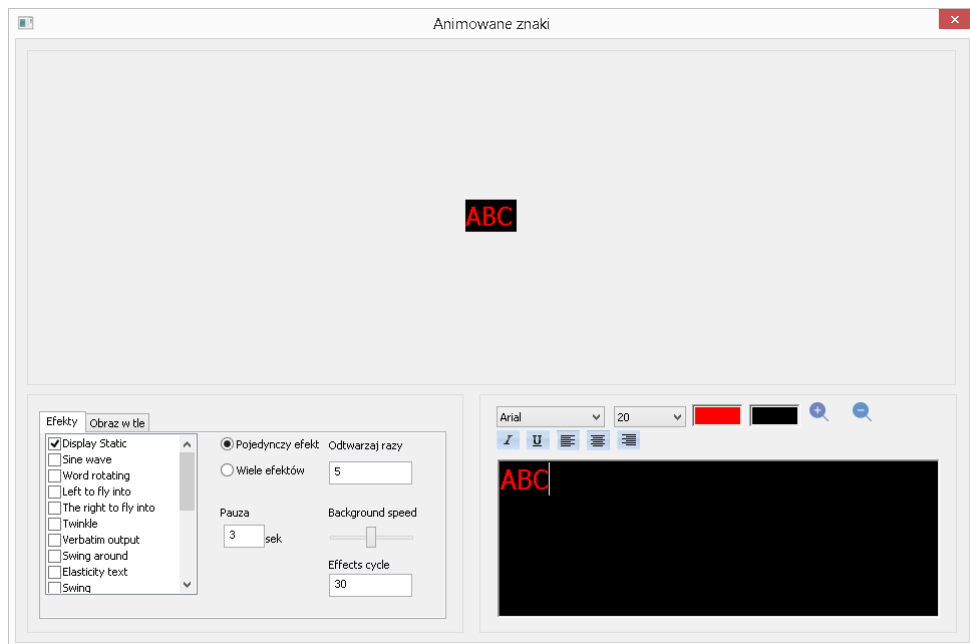 Animowane znaki
ABC
Efekty Obraz w tle
Display Static
Sine wave
Word rotating
Left to fly into
The right to fly into
Twinkle
Verbatim output
Swing around
Elasticity text
Swing
Pojedynczy efekt
Wiele efektów
Odtwarzaj razy
5
Pauza
3 sek
Background speed
Effects cycle
30
Arial 20
I U
ABC